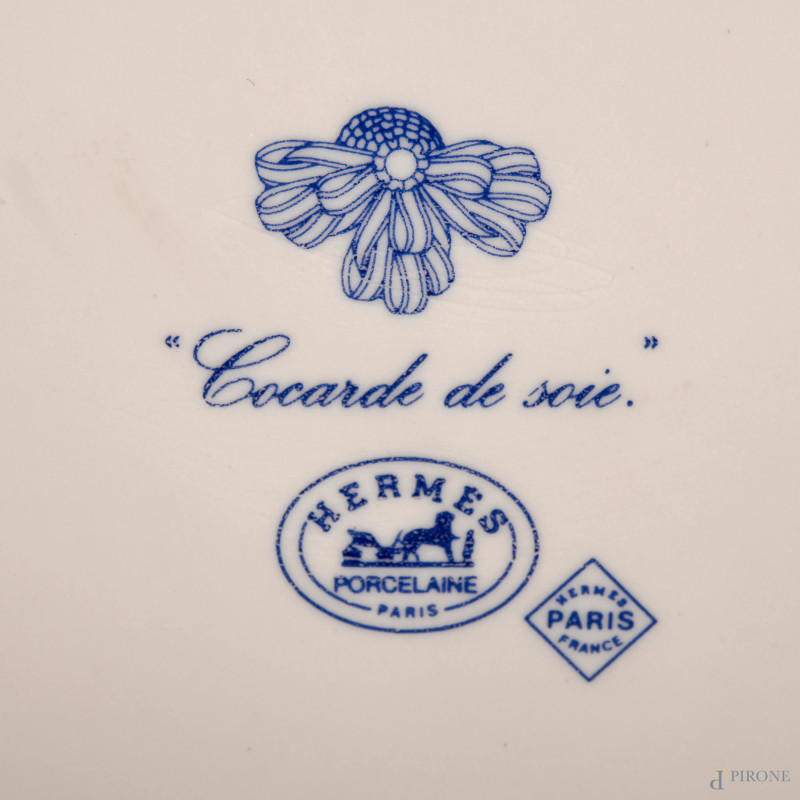 “Cocarde de soie.”
HERMES
PORCELAINE
PARIS
HERMES
PARIS
FRANCE
PIRONE